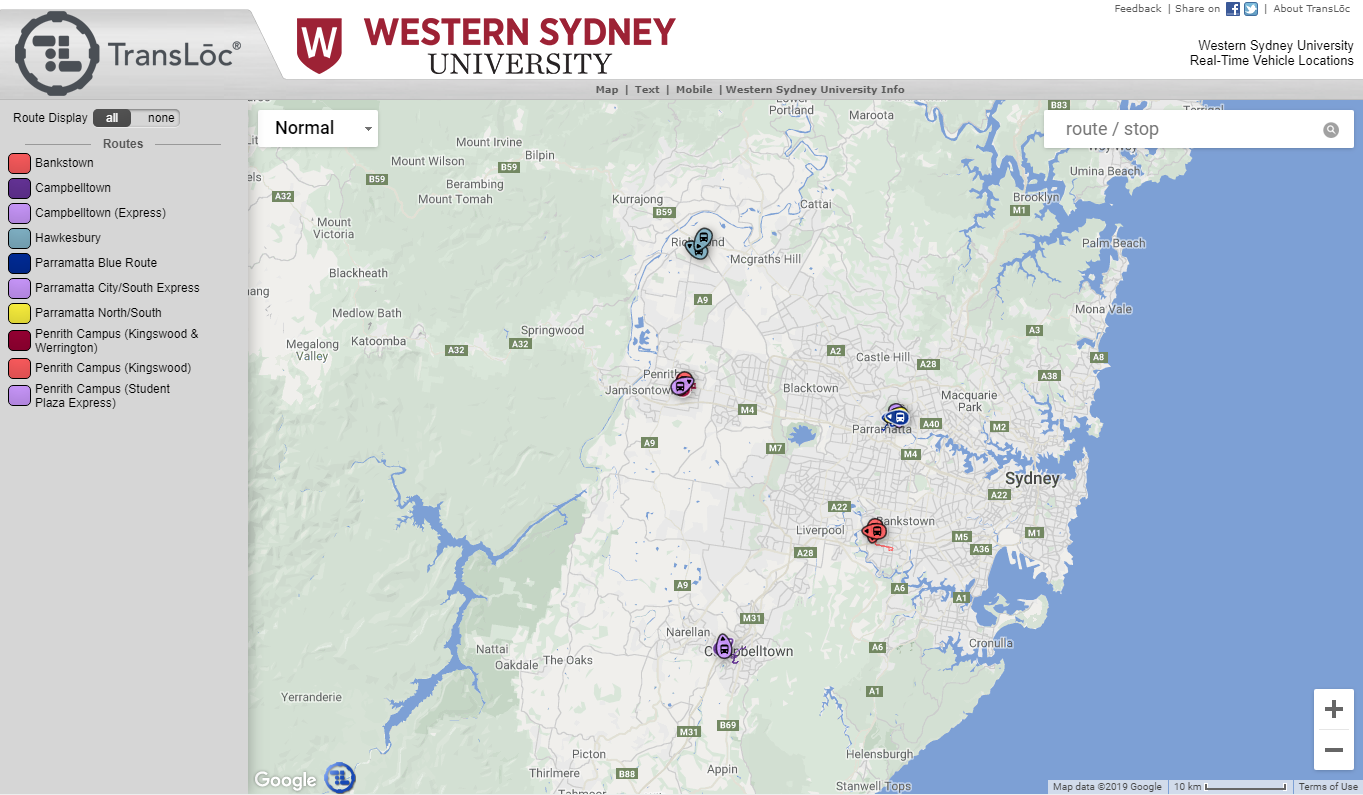 Feedback | Share on | About TransLōc
TransLōc®
W
WESTERN SYDNEY
UNIVERSITY
Western Sydney University
Real-Time Vehicle Locations
Map | Text | Mobile | Western Sydney University Info
Route Display all none
Routes
Bankstown
Campbelltown
Campbelltown (Express)
Hawkesbury
Parramatta Blue Route
Parramatta City/South Express
Parramatta North/South
Penrith Campus (Kingswood &
Werrington)
Penrith Campus (Kingswood)
Penrith Campus (Student
Plaza Express)
Normal
route / stop
Lower
Portland
Maroota
B83
Mount Irvine
Bilpin
Mount Wilson
B59
B59
Berambing
Mount Tomah
A32
Umina Beach
Brooklyn
M1
Kurrajong
B59
Cattai
Mount
Victoria
Palm Beach
Mcgraths Hill
Blackheath
A9
Medlow Bath
Mona Vale
Springwood
A3
Megalong
Valley
Katoomba
A32
A32
A2
Castle Hill
A28
A8
Penrith
Jamisontown
Blacktown
A38
Macquarie
Park
M4
Parramatta
A40
M2
A9
M7
M4
Sydney
A22
A22
Bankstown
Liverpool
M5
M1
A28
A36
A9
A6
A1
M31
Narellan
Campbelltown
Cronulla
A6
Nattai
Oakdale
The Oaks
Yerranderie
A1
B69
M31
Picton
Helensburgh
Thirlmere
B88
Appin
Stanwell Tops
Google
Map data ©2019 Google
10 km
Terms of Use